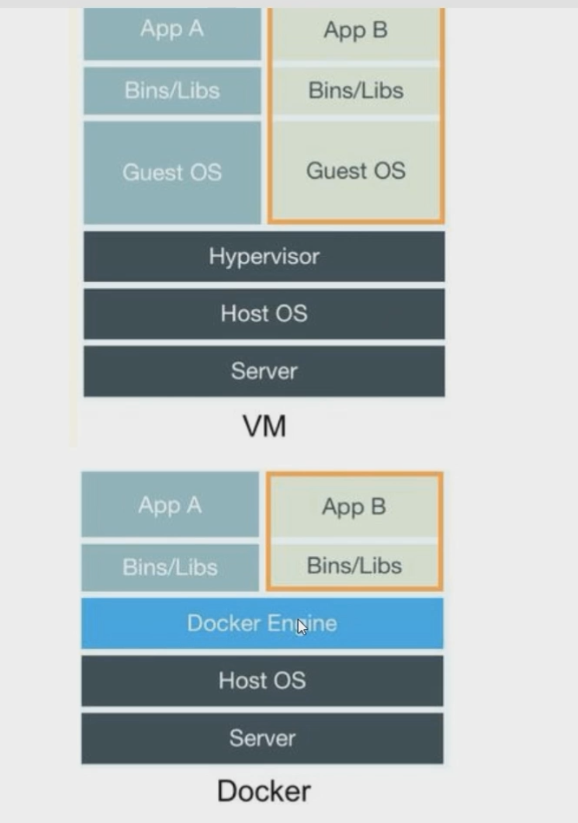 App A App B
Bins/Libs Bins/Libs
Guest OS Guest OS
Hypervisor
Host OS
Server
VM
App A App B
Bins/Libs Bins/Libs
Docker Engine
Host OS
Server
Docker